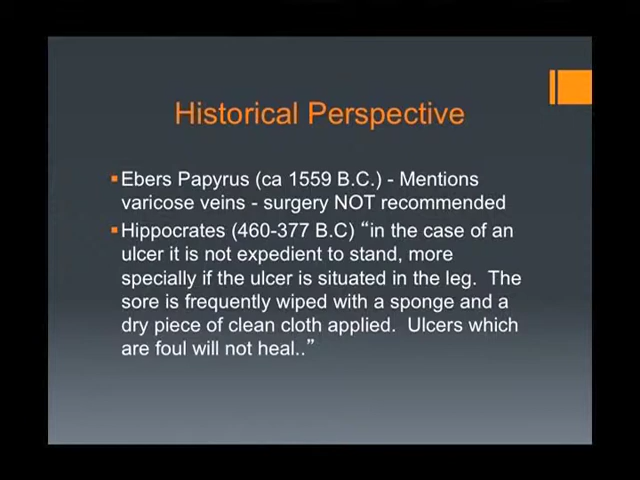 Historical Perspective
Ebers Papyrus (ca 1559 B.C.) - Mentions
varicose veins - surgery NOT recommended
Hippocrates (460-377 B.C) “in the case of an
ulcer it is not expedient to stand, more
specially if the ulcer is situated in the leg.  The
sore is frequently wiped with a sponge and a
dry piece of clean cloth applied.  Ulcers which
are foul will not heal..”